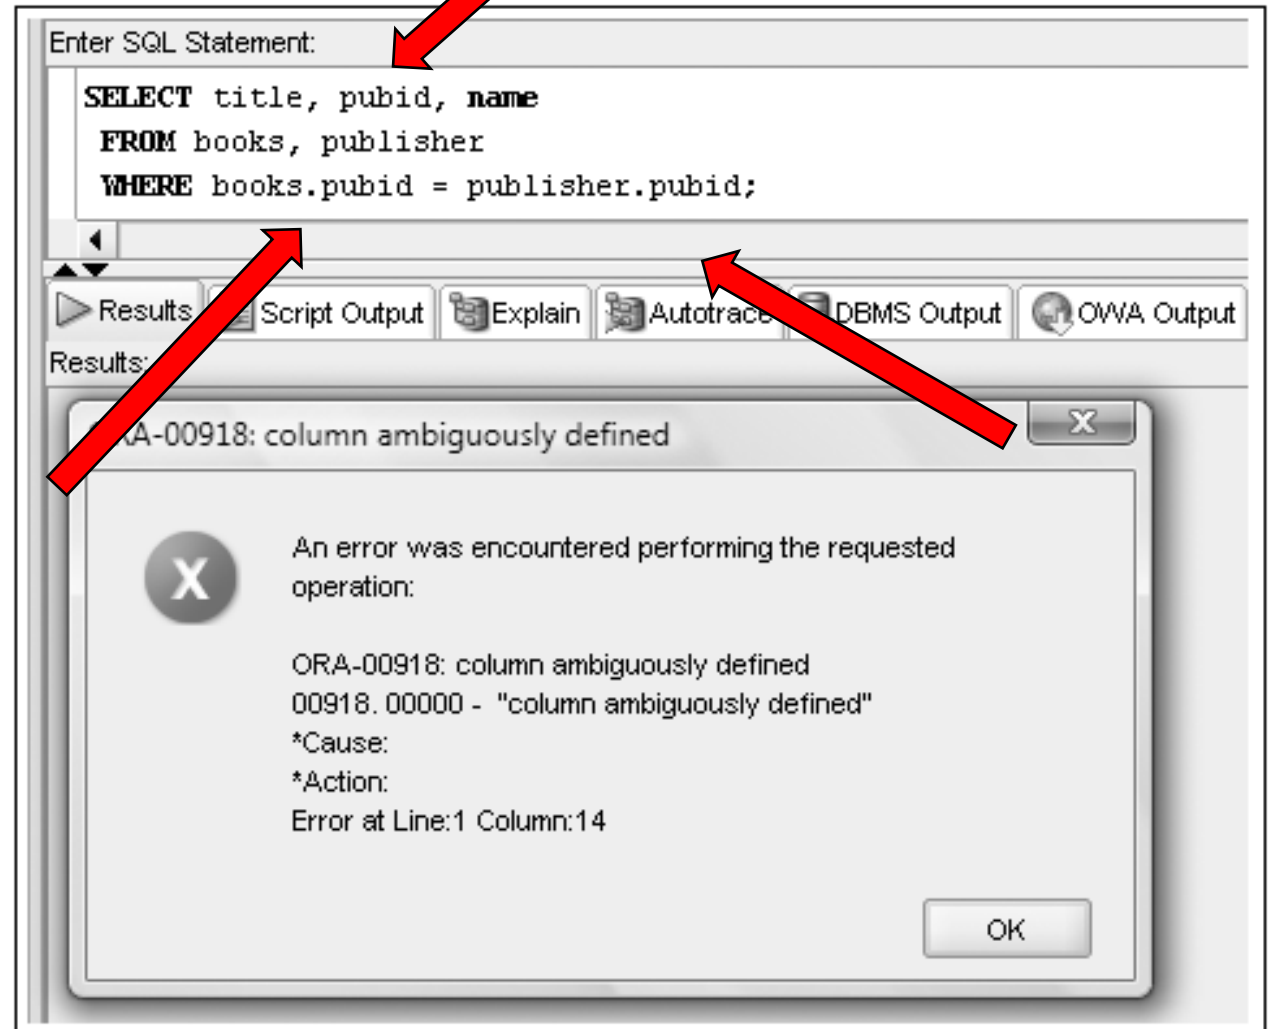 Enter SQL Statement:
SELECT title, pubid, name
FROM books, publisher
WHERE books.pubid = publisher.pubid;
Results Script Output Explain Autotrace DBMS Output OWA Output
Results:
ORA-00918: column ambiguously defined
An error was encountered performing the requested
operation:
ORA-00918: column ambiguously defined
00918. 00000 - "column ambiguously defined"
*Cause:
*Action:
Error at Line:1 Column:14
OK